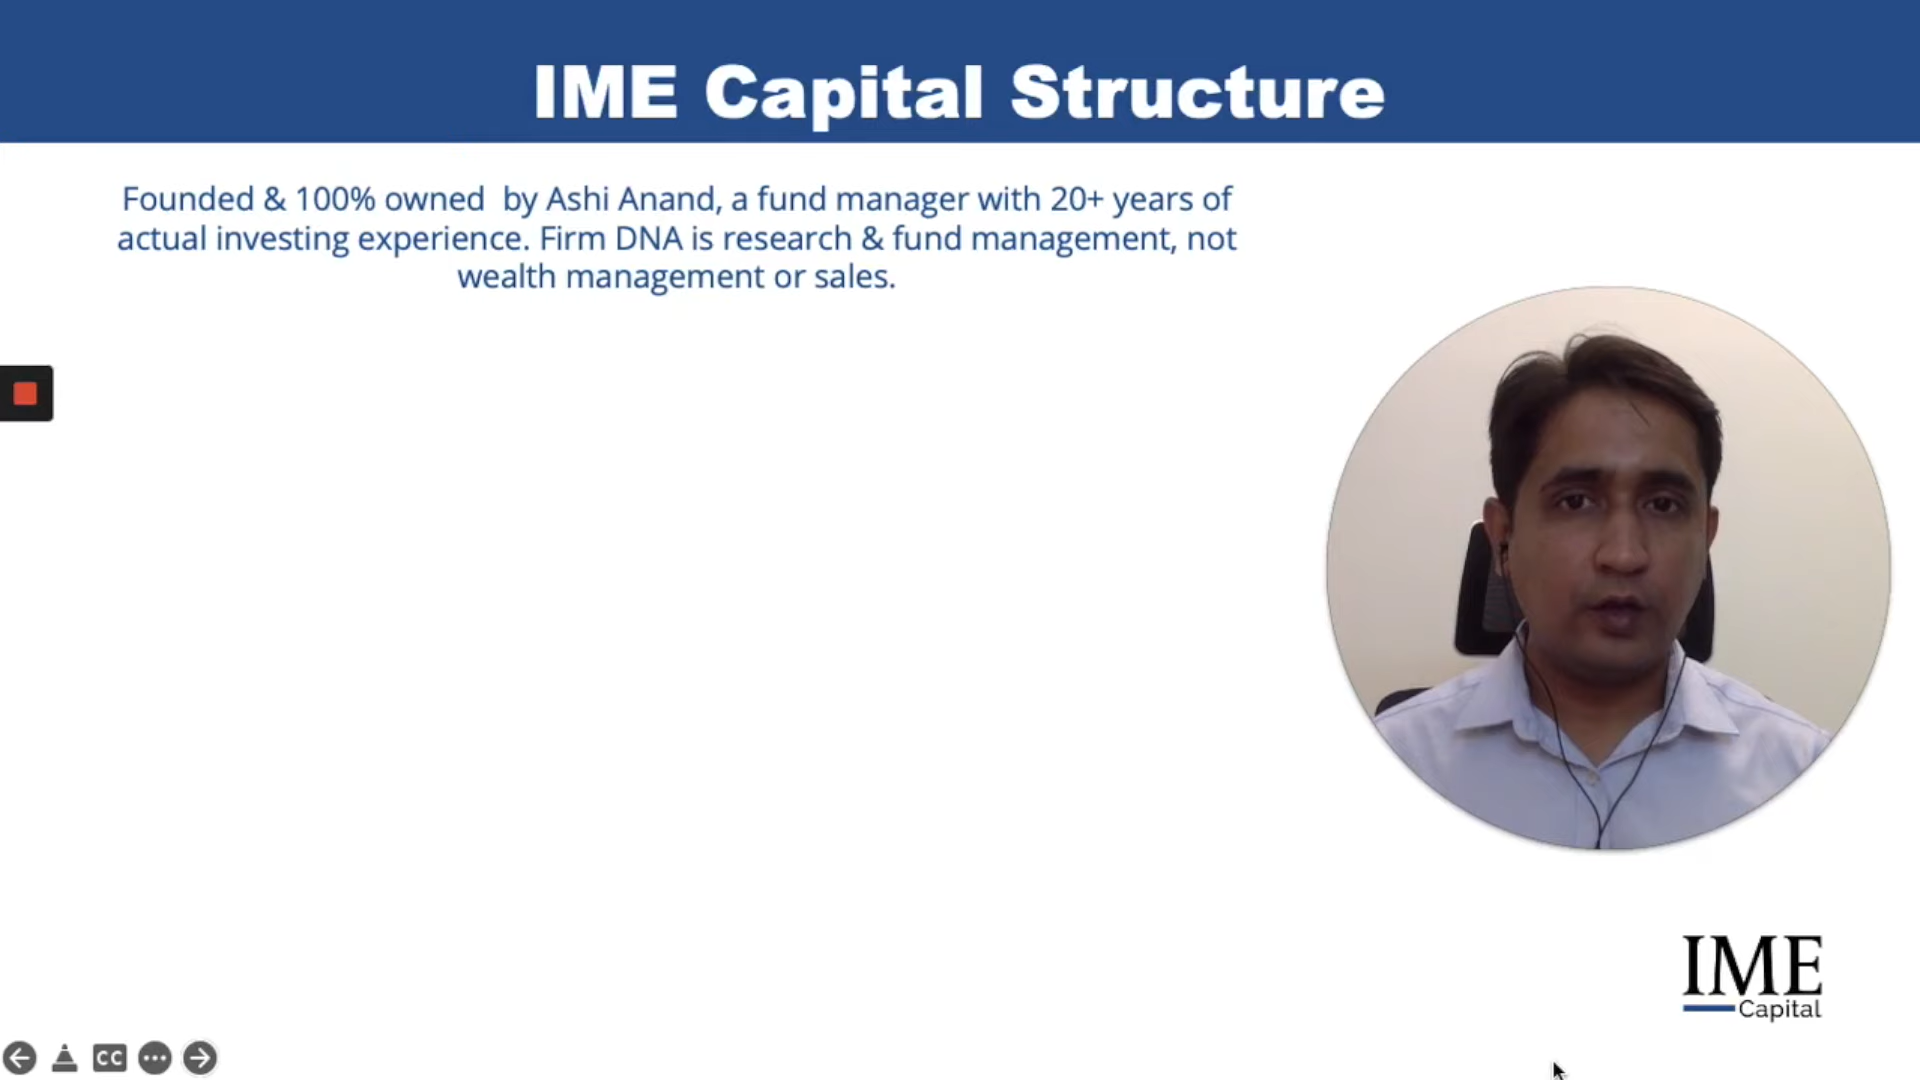 IME Capital Structure
Founded & 100% owned  by Ashi Anand, a fund manager with 20+ years of
actual investing experience. Firm DNA is research & fund management, not
wealth management or sales.
IME
Capital
CC